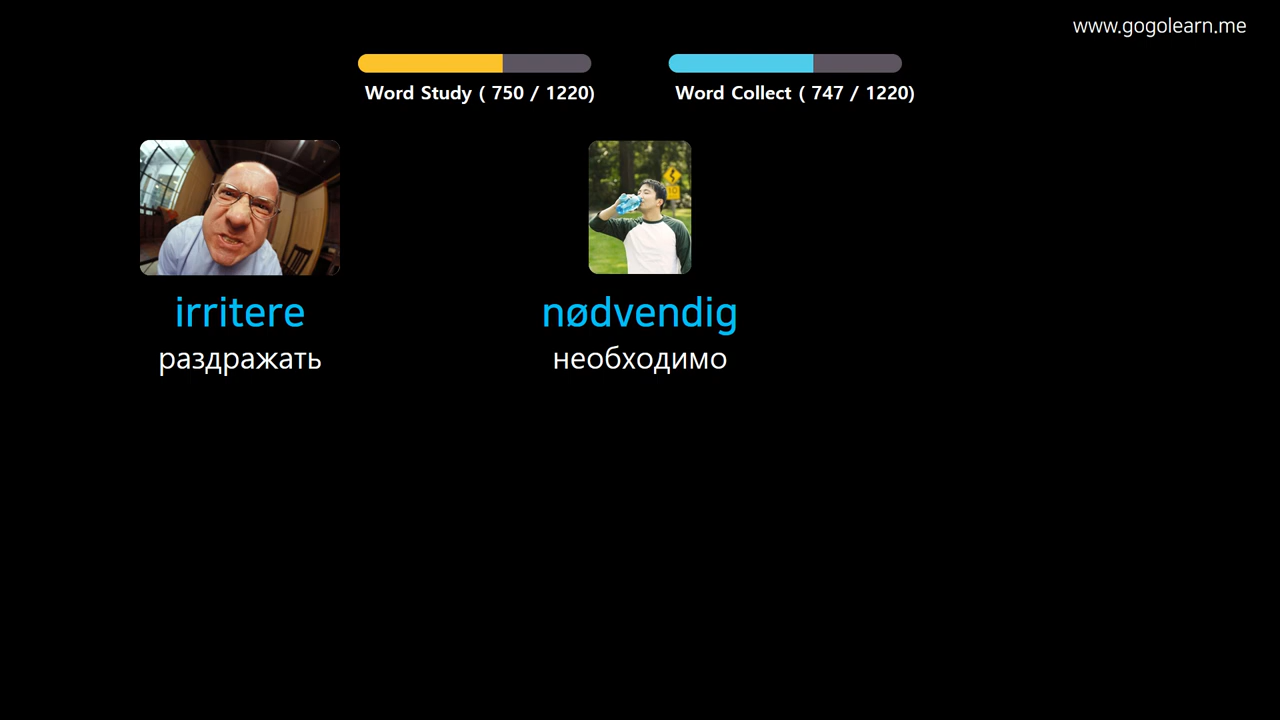 www.gogolearn.me
Word Study ( 750 / 1220)
Word Collect ( 747 / 1220)
irritere
nødvendig
раздражать
необходимо